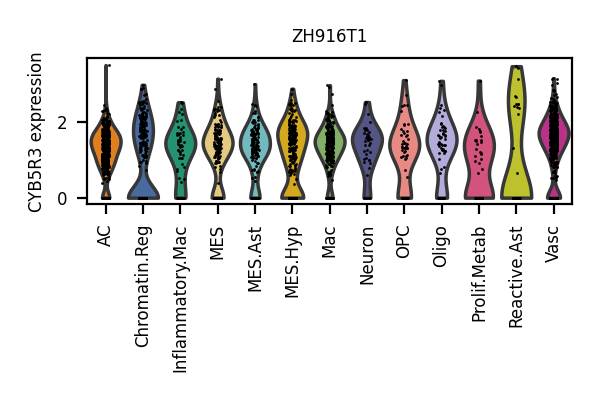 ZH916T1
CYB5R3 expression
2
0
AC
Chromatin.Reg
Inflammatory.Mac
MES
MES.Ast
MES.Hyp
Mac
Neuron
OPC
Oligo
Prolif.Metab
Reactive.Ast
Vasc